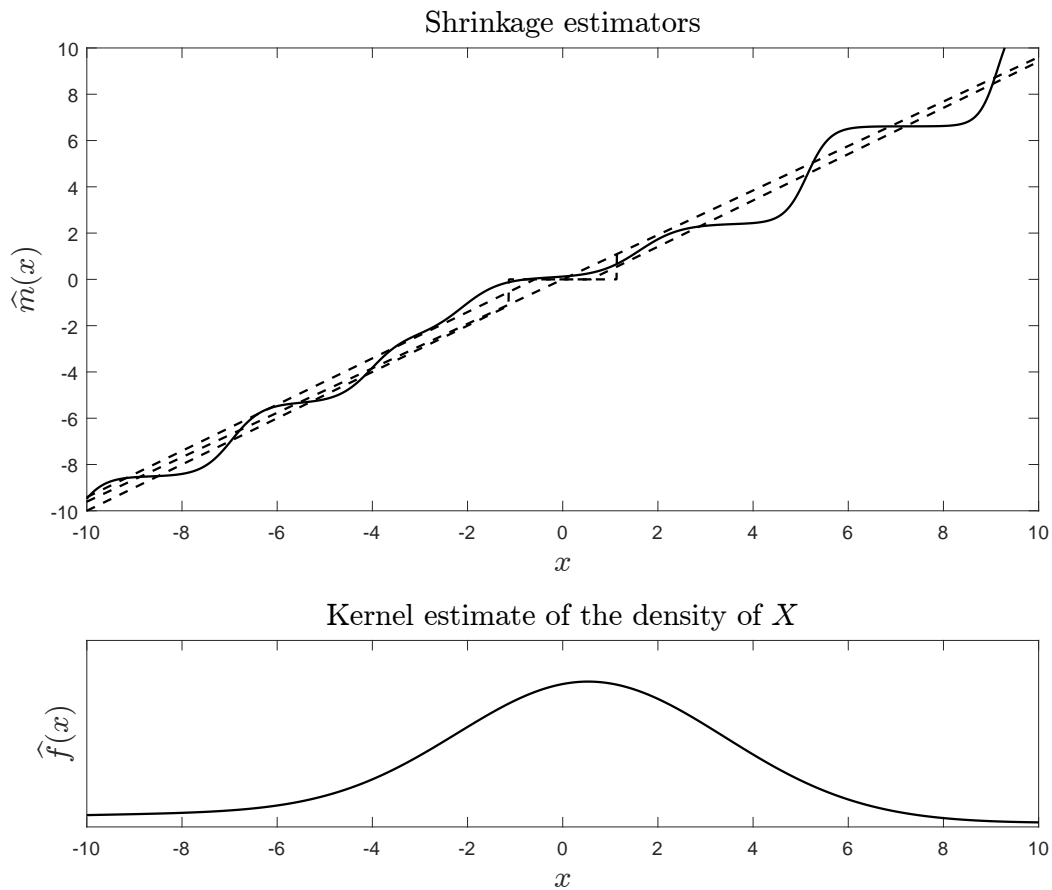 Shrinkage estimators
10
8
6
4
2
0
-2
-4
-6
-8
-10
m̂(x)
-10 -8 -6 -4 -2 0 2 4 6 8 10
x
Kernel estimate of the density of X
f̂(x)
-10 -8 -6 -4 -2 0 2 4 6 8 10
x